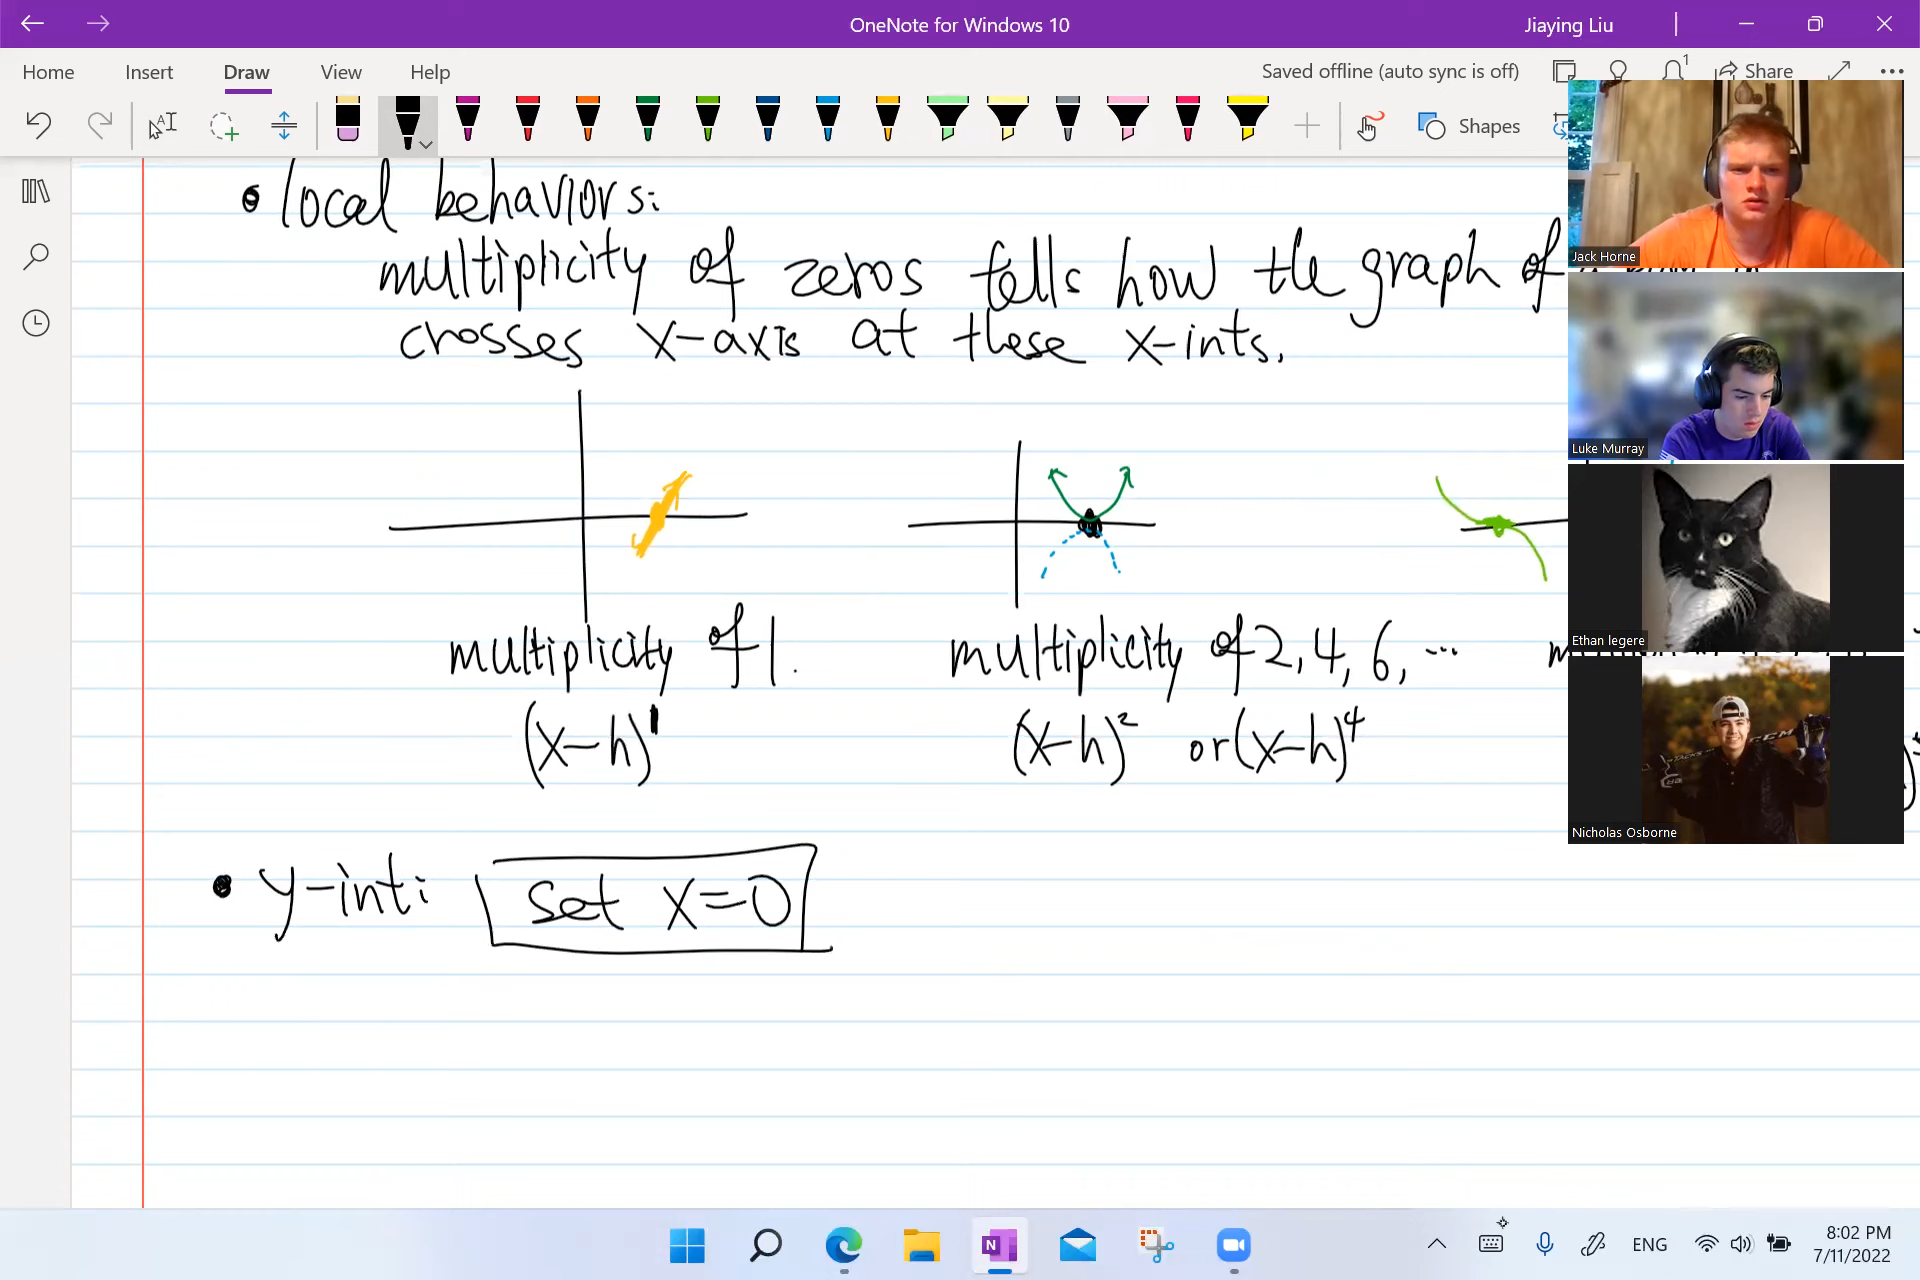 OneNote for Windows 10
Jiaying Liu
Home Insert Draw View Help
Saved offline (auto sync is off)
1
Share
Shapes
• local behaviors:
multiplicity of zeros tells how the graph of
crosses x-axis at these x-ints.
multiplicity of 1.
multiplicity of 2, 4, 6, ...
(x-h)¹
(x-h)² or (x-h)⁴
• y-int: set x=0
Jack Horne
Luke Murray
Ethan legere
CCM
Nicholas Osborne
N
ENG
8:02 PM
7/11/2022